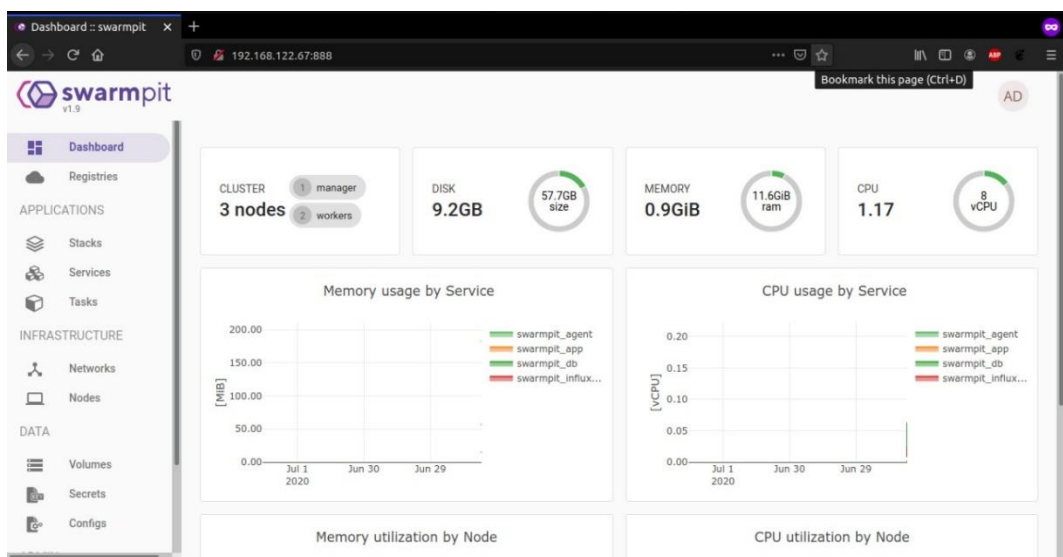 Dashboard :: swarmpit
192.168.122.67:888
Bookmark this page (Ctrl+D)
ABP
swarmpit
v1.9
AD
Dashboard
Registries
APPLICATIONS
Stacks
Services
Tasks
INFRASTRUCTURE
Networks
Nodes
DATA
Volumes
Secrets
Configs
CLUSTER
3 nodes
1 manager
2 workers
DISK
9.2GB
57.7GB
size
MEMORY
0.9GiB
11.6GiB
ram
CPU
1.17
8
vCPU
Memory usage by Service
200.00
150.00
100.00
50.00
0.00
[MiB]
Jul 1 Jun 30 Jun 29
2020
swarmpit_agent
swarmpit_app
swarmpit_db
swarmpit_influx...
CPU usage by Service
0.20
0.15
0.10
0.05
0.00
[vCPU]
Jul 1 Jun 30 Jun 29
2020
swarmpit_agent
swarmpit_app
swarmpit_db
swarmpit_influx...
Memory utilization by Node
CPU utilization by Node